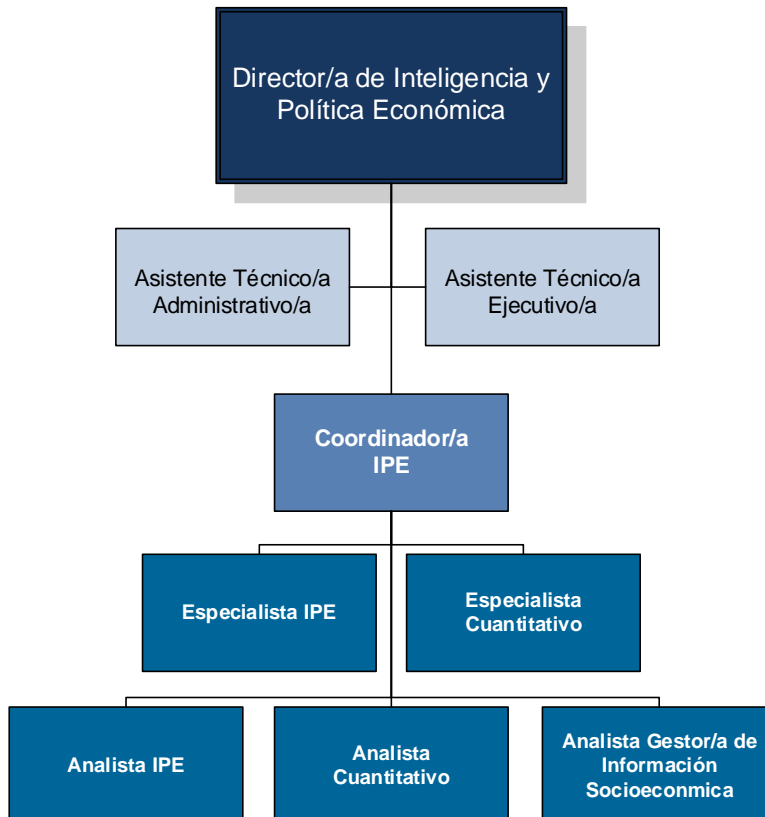 Director/a de Inteligencia y
Política Económica
Asistente Técnico/a
Administrativo/a
Asistente Técnico/a
Ejecutivo/a
Coordinador/a
IPE
Especialista IPE
Especialista
Cuantitativo
Analista IPE
Analista
Cuantitativo
Analista Gestor/a de
Información
Socioeconmica